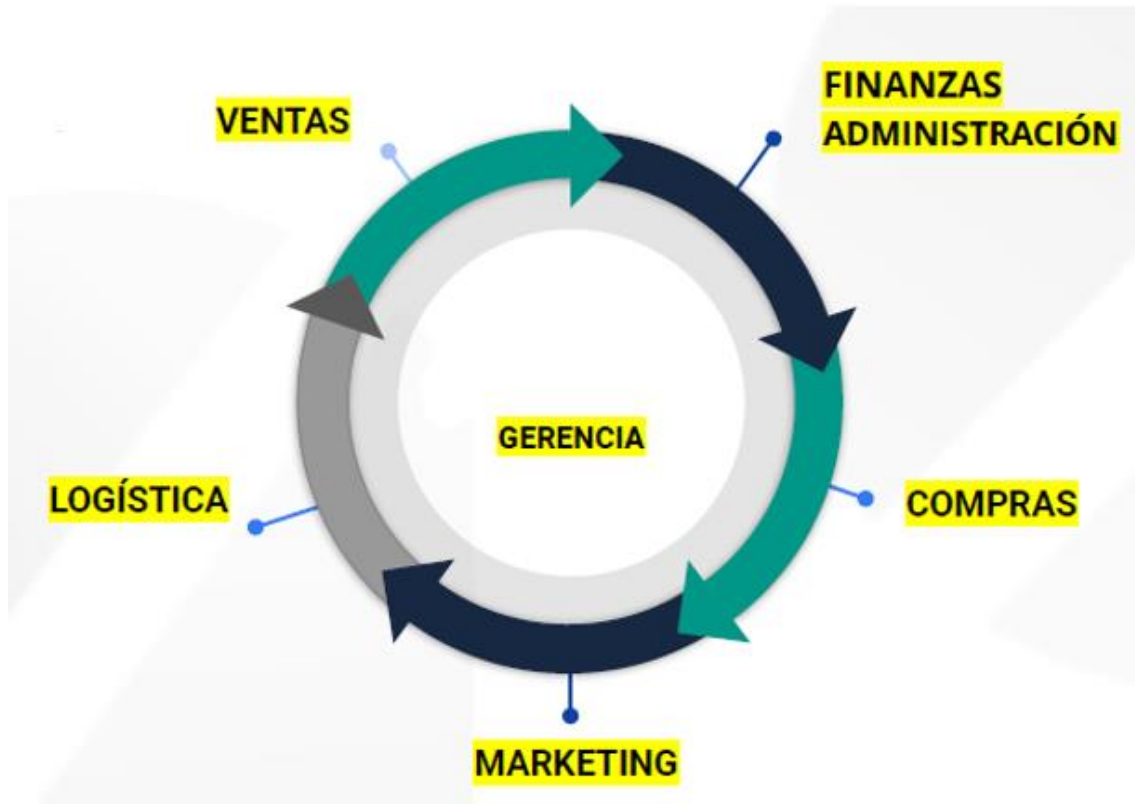 VENTAS
FINANZAS
ADMINISTRACIÓN
GERENCIA
LOGÍSTICA
COMPRAS
MARKETING